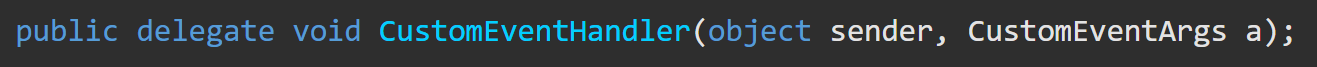 public delegate void CustomEventHandler(object sender, CustomEventArgs a);